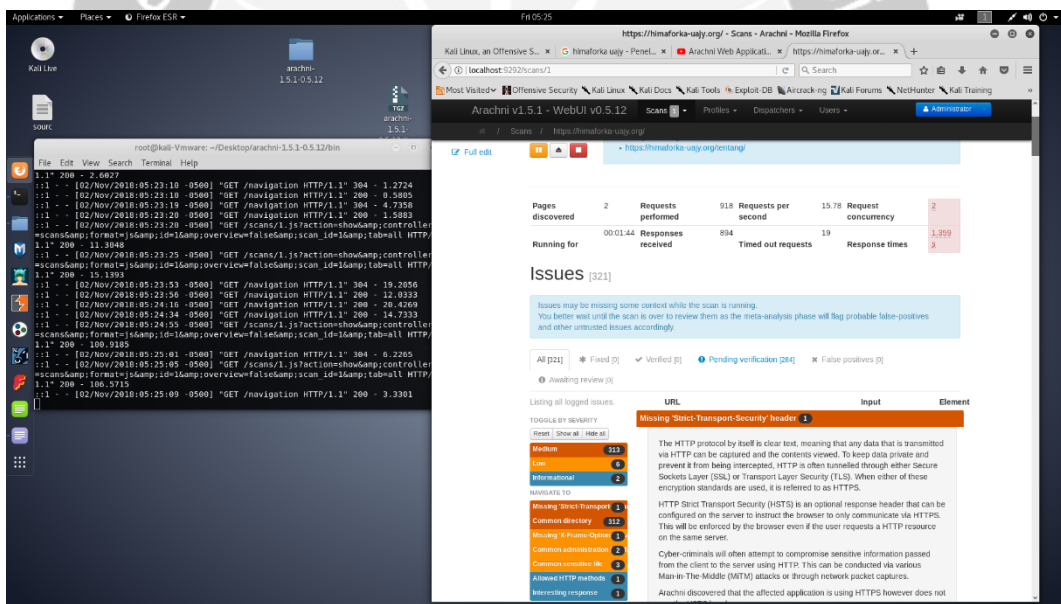 Applications ▾ Places ▾ Firefox ESR ▾ Fri 05:25 1
Kali Live
arachni-
1.5.1-0.5.12
sourc
TGZ
arachni-
1.5.1-
root@kali-Vmware: ~/Desktop/arachni-1.5.1-0.5.12/bin
File Edit View Search Terminal Help
1.1" 200 - 2.6027
::1 - - [02/Nov/2018:05:23:10 -0500] "GET /navigation HTTP/1.1" 304 - 1.2724
::1 - - [02/Nov/2018:05:23:10 -0500] "GET /navigation HTTP/1.1" 200 - 0.5805
::1 - - [02/Nov/2018:05:23:19 -0500] "GET /navigation HTTP/1.1" 304 - 4.7358
::1 - - [02/Nov/2018:05:23:20 -0500] "GET /navigation HTTP/1.1" 200 - 1.5883
::1 - - [02/Nov/2018:05:23:20 -0500] "GET /scans/1.js?action=show&amp;controller
=scans&amp;format=js&amp;id=1&amp;overview=false&amp;scan_id=1&amp;tab=all HTTP/
1.1" 200 - 11.3048
::1 - - [02/Nov/2018:05:23:25 -0500] "GET /scans/1.js?action=show&amp;controller
=scans&amp;format=js&amp;id=1&amp;overview=false&amp;scan_id=1&amp;tab=all HTTP/
1.1" 200 - 15.1393
::1 - - [02/Nov/2018:05:23:53 -0500] "GET /navigation HTTP/1.1" 304 - 19.2056
::1 - - [02/Nov/2018:05:23:56 -0500] "GET /navigation HTTP/1.1" 200 - 12.0333
::1 - - [02/Nov/2018:05:24:16 -0500] "GET /navigation HTTP/1.1" 200 - 20.4269
::1 - - [02/Nov/2018:05:24:34 -0500] "GET /navigation HTTP/1.1" 200 - 14.7333
::1 - - [02/Nov/2018:05:24:55 -0500] "GET /scans/1.js?action=show&amp;controller
=scans&amp;format=js&amp;id=1&amp;overview=false&amp;scan_id=1&amp;tab=all HTTP/
1.1" 200 - 100.9185
::1 - - [02/Nov/2018:05:25:01 -0500] "GET /navigation HTTP/1.1" 304 - 6.2265
::1 - - [02/Nov/2018:05:25:05 -0500] "GET /scans/1.js?action=show&amp;controller
=scans&amp;format=js&amp;id=1&amp;overview=false&amp;scan_id=1&amp;tab=all HTTP/
1.1" 200 - 106.5715
::1 - - [02/Nov/2018:05:25:09 -0500] "GET /navigation HTTP/1.1" 200 - 3.3301
https://himaforka-uajy.org/ - Scans - Arachni - Mozilla Firefox
Kali Linux, an Offensive S... × himaforka uajy - Penel... × Arachni Web Applicati... × https://himaforka-uajy.or... × +
localhost:9292/scans/1 Search
Most Visited Offensive Security Kali Linux Kali Docs Kali Tools Exploit-DB Aircrack-ng Kali Forums NetHunter Kali Training »
Arachni v1.5.1 - WebUI v0.5.12 Scans 1 ▾ Profiles ▾ Dispatchers ▾ Users ▾ Administrator
/ Scans / https://himaforka-uajy.org/
Full edit
• https://himaforka-uajy.org/tentang/
Pages discovered 2 Requests performed 918 Requests per second 15.78 Request concurrency 2
Running for 00:01:44 Responses received 894 Timed out requests 19 Response times 1.359 s
Issues [321]
Issues may be missing some context while the scan is running.
You better wait until the scan is over to review them as the meta-analysis phase will flag probable false-positives
and other untrusted issues accordingly.
All [321] Fixed [0] Verified [0] Pending verification [284] False positives [0]
Awaiting review [0]
Listing all logged issues.
TOGGLE BY SEVERITY
Reset Show all Hide all
Medium 313
Low 6
Informational 2
NAVIGATE TO
Missing 'Strict-Transport 1
Common directory 312
Missing 'X-Frame-Option 1
Common administration 2
Common sensitive file 3
Allowed HTTP methods 1
Interesting response 1
URL Input Element
Missing 'Strict-Transport-Security' header 1
The HTTP protocol by itself is clear text, meaning that any data that is transmitted
via HTTP can be captured and the contents viewed. To keep data private and
prevent it from being intercepted, HTTP is often tunnelled through either Secure
Sockets Layer (SSL) or Transport Layer Security (TLS). When either of these
encryption standards are used, it is referred to as HTTPS.
HTTP Strict Transport Security (HSTS) is an optional response header that can be
configured on the server to instruct the browser to only communicate via HTTPS.
This will be enforced by the browser even if the user requests a HTTP resource
on the same server.
Cyber-criminals will often attempt to compromise sensitive information passed
from the client to the server using HTTP. This can be conducted via various
Man-in-The-Middle (MiTM) attacks or through network packet captures.
Arachni discovered that the affected application is using HTTPS however does not